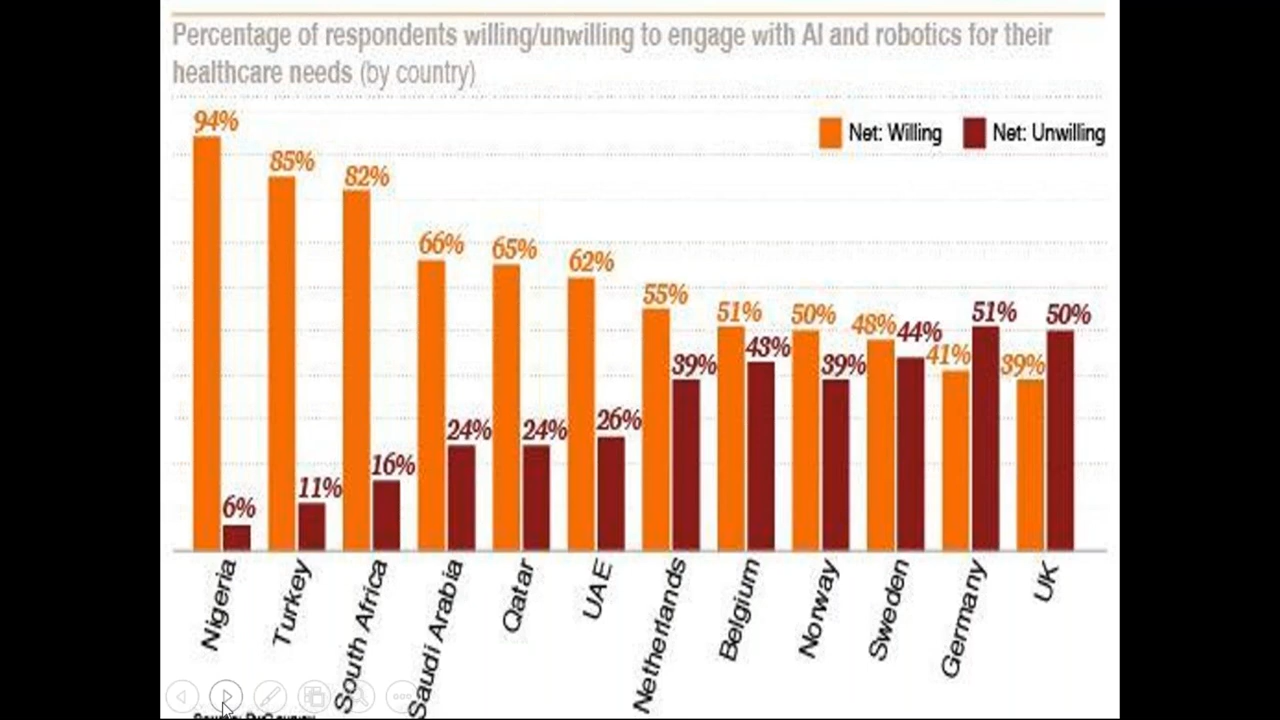 Percentage of respondents willing/unwilling to engage with AI and robotics for their
healthcare needs (by country)
Net: Willing Net: Unwilling
94% 6%
85% 11%
82% 16%
66% 24%
65% 24%
62% 26%
55% 39%
51% 43%
50% 39%
48% 44%
41% 51%
39% 50%
Nigeria
Turkey
South Africa
Saudi Arabia
Qatar
UAE
Netherlands
Belgium
Norway
Sweden
Germany
UK